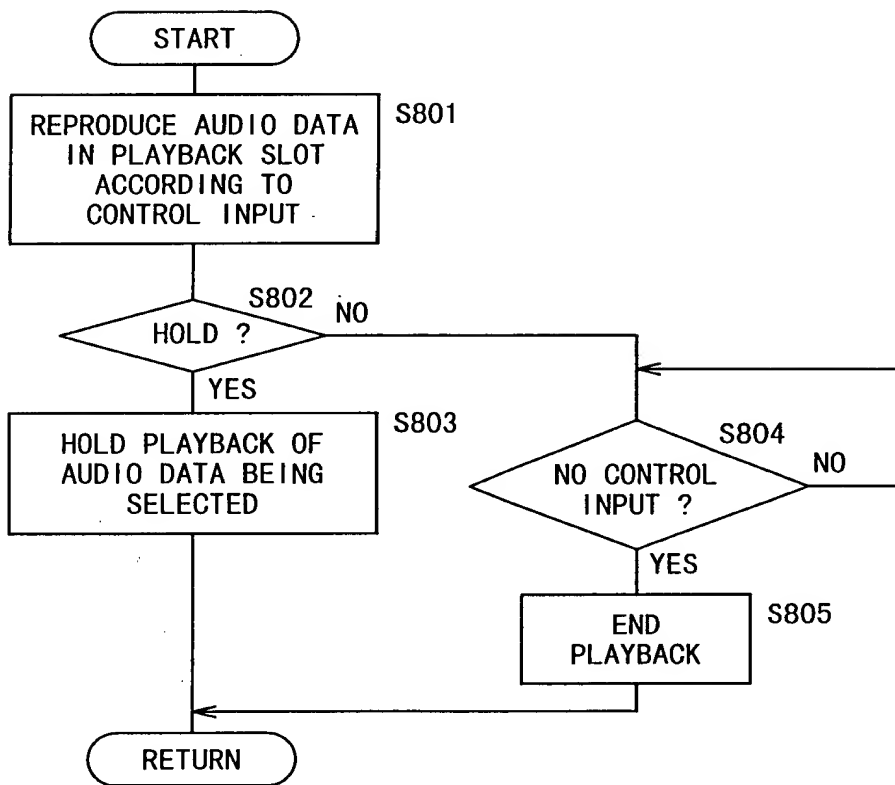 START
S801
REPRODUCE AUDIO DATA
IN PLAYBACK SLOT
ACCORDING TO
CONTROL INPUT
S802
HOLD ?
NO
YES
S803
HOLD PLAYBACK OF
AUDIO DATA BEING
SELECTED
S804
NO CONTROL
INPUT ?
NO
YES
S805
END
PLAYBACK
RETURN